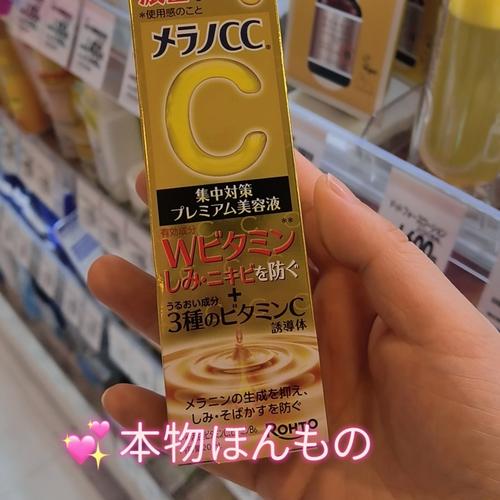 *使用感のこと
メラノCC®
C
集中対策
プレミアム美容液
有効成分
Wビタミン**
しみ・ニキビを防ぐ
+
うるおい成分
3種のビタミンC
誘導体
メラニンの生成を抑え、
しみ・そばかすを防ぐ
ROHTO
💞 本物 ほんもの